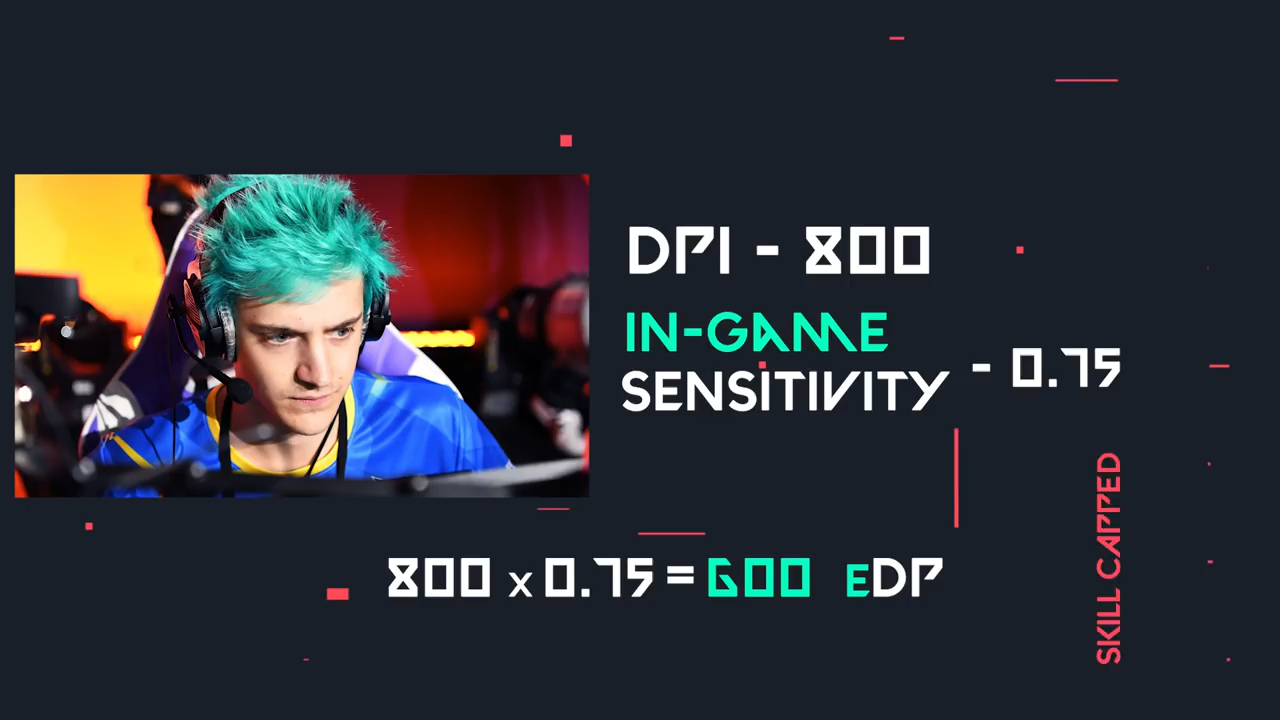 DPI - 800
IN-GAME
SENSITIVITY - 0.75
800 x 0.75 = 600 eDP
SKILL CAPPED